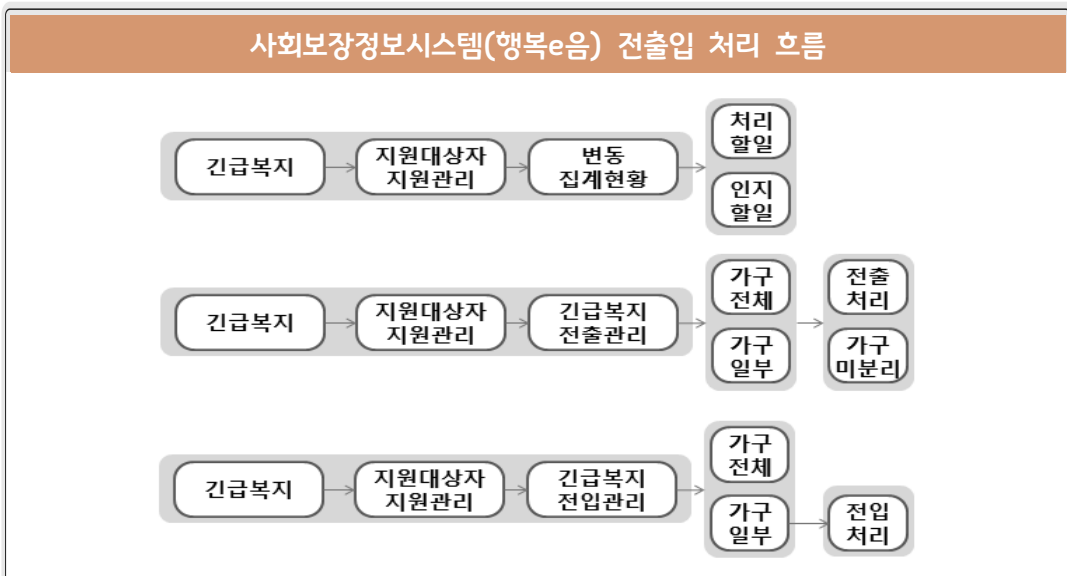 사회보장정보시스템(행복e음) 전출입 처리 흐름
긴급복지
지원대상자
지원관리
변동
집계현황
처리
할일
인지
할일
긴급복지
지원대상자
지원관리
긴급복지
전출관리
가구
전체
가구
일부
전출
처리
가구
미분리
긴급복지
지원대상자
지원관리
긴급복지
전입관리
가구
전체
가구
일부
전입
처리